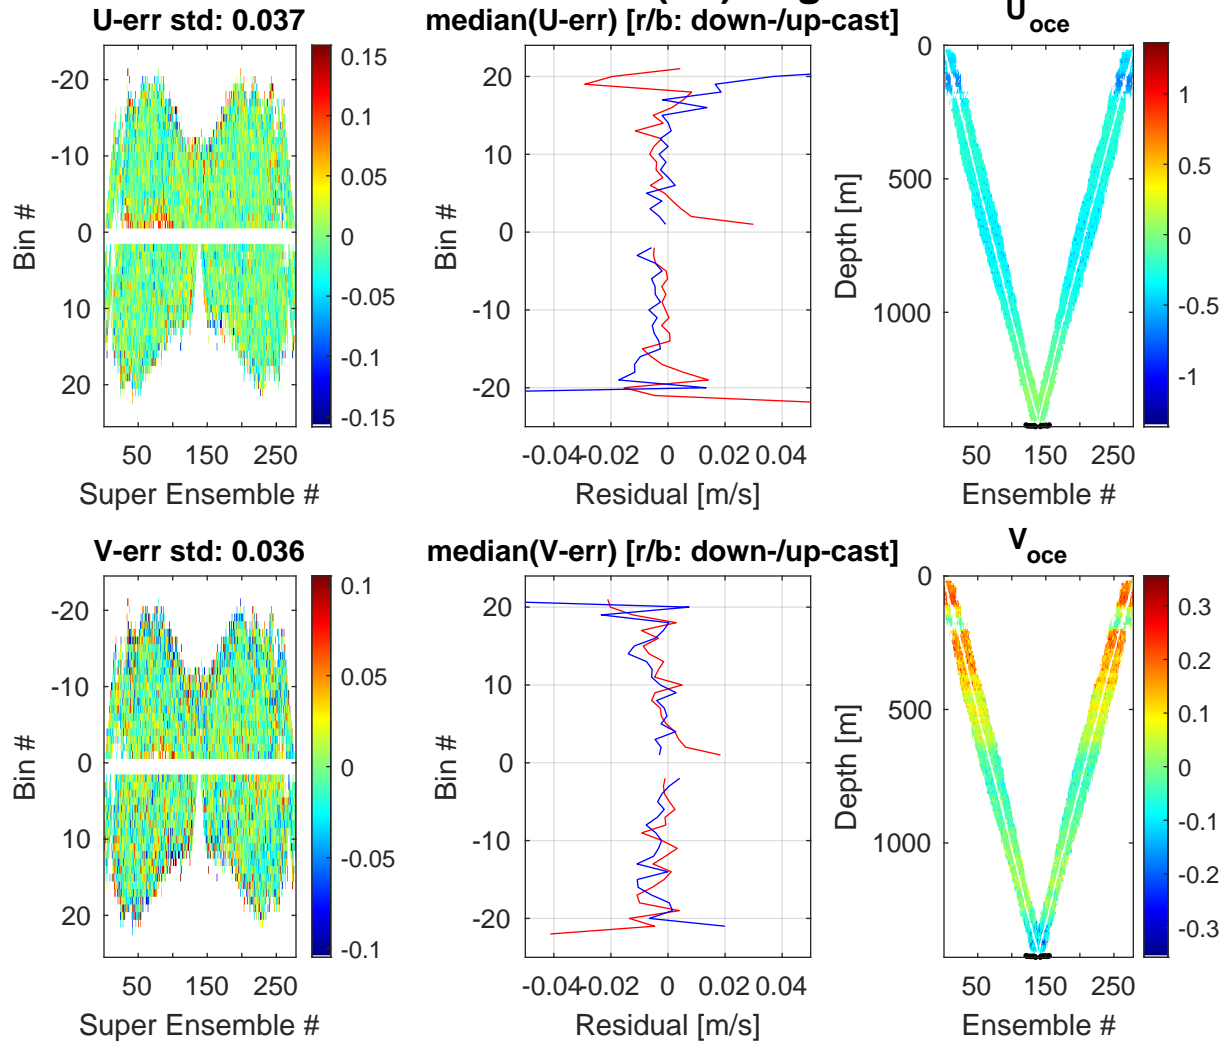 U-err std: 0.037
-20
-10
0
10
20
50 150 250
Bin #
Super Ensemble #
0.15
0.1
0.05
0
-0.05
-0.1
-0.15
median(U-err) [r/b: down-/up-cast]
20
10
0
-10
-20
-0.04 -0.02 0 0.02 0.04
Bin #
Residual [m/s]
U_oce
0
500
1000
50 150 250
Depth [m]
Ensemble #
1
0.5
0
-0.5
-1
V-err std: 0.036
-20
-10
0
10
20
50 150 250
Bin #
Super Ensemble #
0.1
0.05
0
-0.05
-0.1
median(V-err) [r/b: down-/up-cast]
20
10
0
-10
-20
-0.04 -0.02 0 0.02 0.04
Bin #
Residual [m/s]
V_oce
0
500
1000
50 150 250
Depth [m]
Ensemble #
0.3
0.2
0.1
0
-0.1
-0.2
-0.3